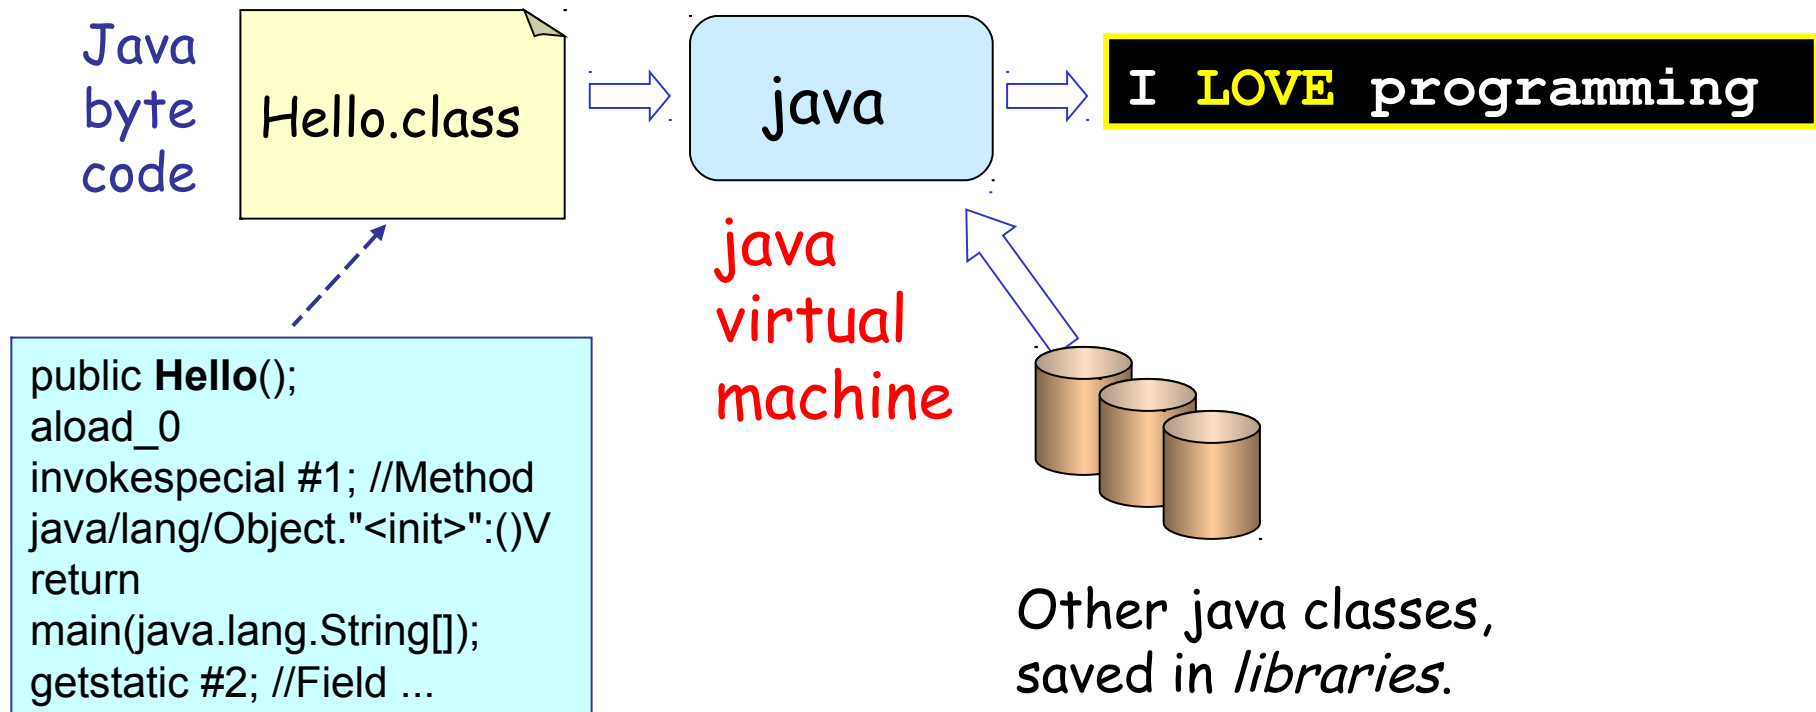 Java
byte
code
Hello.class
java
I LOVE programming
java
virtual
machine
public Hello();
aload_0
invokespecial #1; //Method
java/lang/Object."<init>":()V
return
main(java.lang.String[]);
getstatic #2; //Field ...
Other java classes,
saved in libraries.